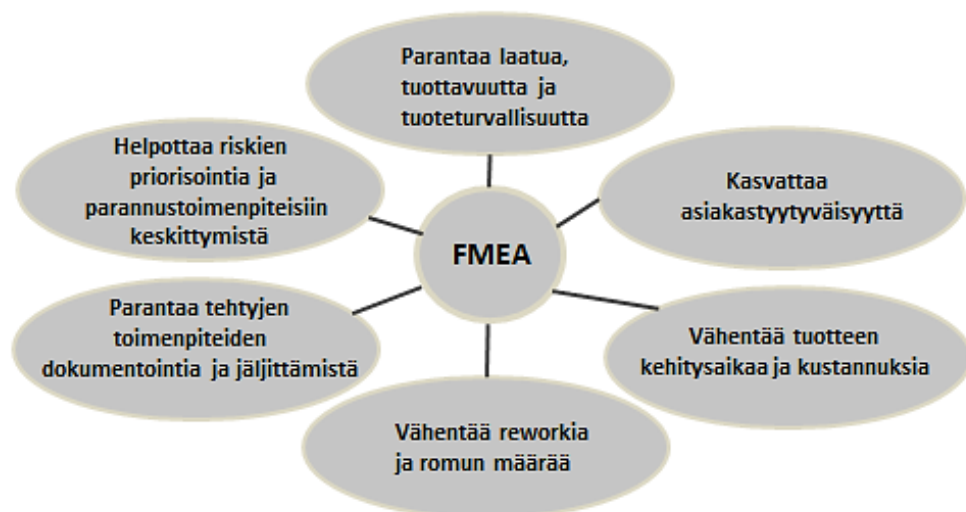 Parantaa laatua,
tuottavuutta ja
tuoteturvallisuutta
Helpottaa riskien
priorisointia ja
parannustoimenpiteisiin
keskittymistä
Kasvattaa
asiakastyytyväisyyttä
FMEA
Parantaa tehtyjen
toimenpiteiden
dokumentointia ja jäljittämistä
Vähentää tuotteen
kehitysaikaa ja kustannuksia
Vähentää reworkia
ja romun määrää